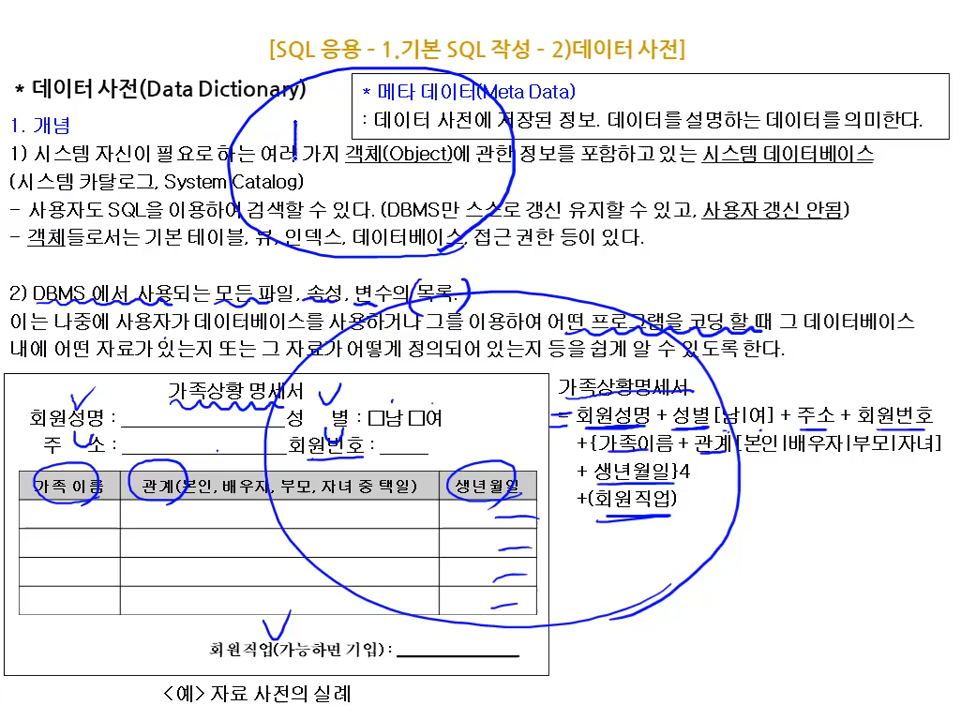 [SQL 응용 - 1.기본 SQL 작성 - 2)데이터 사전]
* 데이터 사전(Data Dictionary)
* 메타 데이터(Meta Data)
: 데이터 사전에 저장된 정보. 데이터를 설명하는 데이터를 의미한다.
1. 개념
1) 시스템 자신이 필요로 하는 여러 가지 객체(Object)에 관한 정보를 포함하고 있는 시스템 데이터베이스
(시스템 카탈로그, System Catalog)
- 사용자도 SQL을 이용하여 검색할 수 있다. (DBMS만 스스로 갱신 유지할 수 있고, 사용자 갱신 안됨)
- 객체들로서는 기본 테이블, 뷰, 인덱스, 데이터베이스, 접근 권한 등이 있다.
2) DBMS 에서 사용되는 모든 파일, 속성, 변수의 목록.
이는 나중에 사용자가 데이터베이스를 사용하거나 그를 이용하여 어떤 프로그램을 코딩 할 때 그 데이터베이스
내에 어떤 자료가 있는지 또는 그 자료가 어떻게 정의되어 있는지 등을 쉽게 알 수 있도록 한다.
가족상황 명세서
회원성명 : 성 별 : □남 □여
주 소 : 회원번호 :
가족 이름 관계(본인, 배우자, 부모, 자녀 중 택일) 생년월일
회원직업(가능하면 기입) :
<예> 자료 사전의 실례
가족상황명세서
= 회원성명 + 성별[남|여] + 주소 + 회원번호
+{가족이름 + 관계[본인|배우자|부모|자녀]
+ 생년월일}4
+(회원직업)